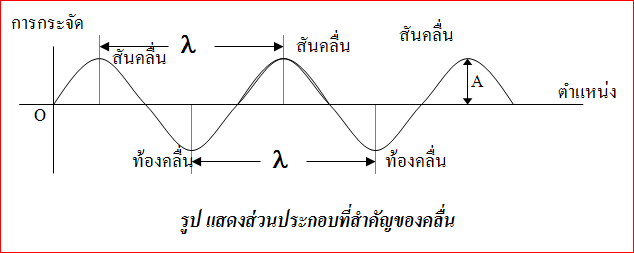 การกระจัด
สันคลื่น
λ
สันคลื่น
สันคลื่น
A
ตำแหน่ง
O
ท้องคลื่น
λ
ท้องคลื่น
รูป แสดงส่วนประกอบที่สำคัญของคลื่น